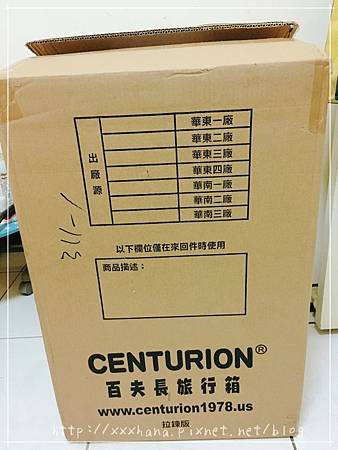 出廠源
華東一廠
華東二廠
華東三廠
華東四廠
華南一廠
華南二廠
華南三廠
311-1
以下欄位僅在來回件時使用
商品描述：
CENTURION®
百夫長旅行箱
www.centurion1978.us
拉鍊版
http://xxxhana.pixnet.net/blog